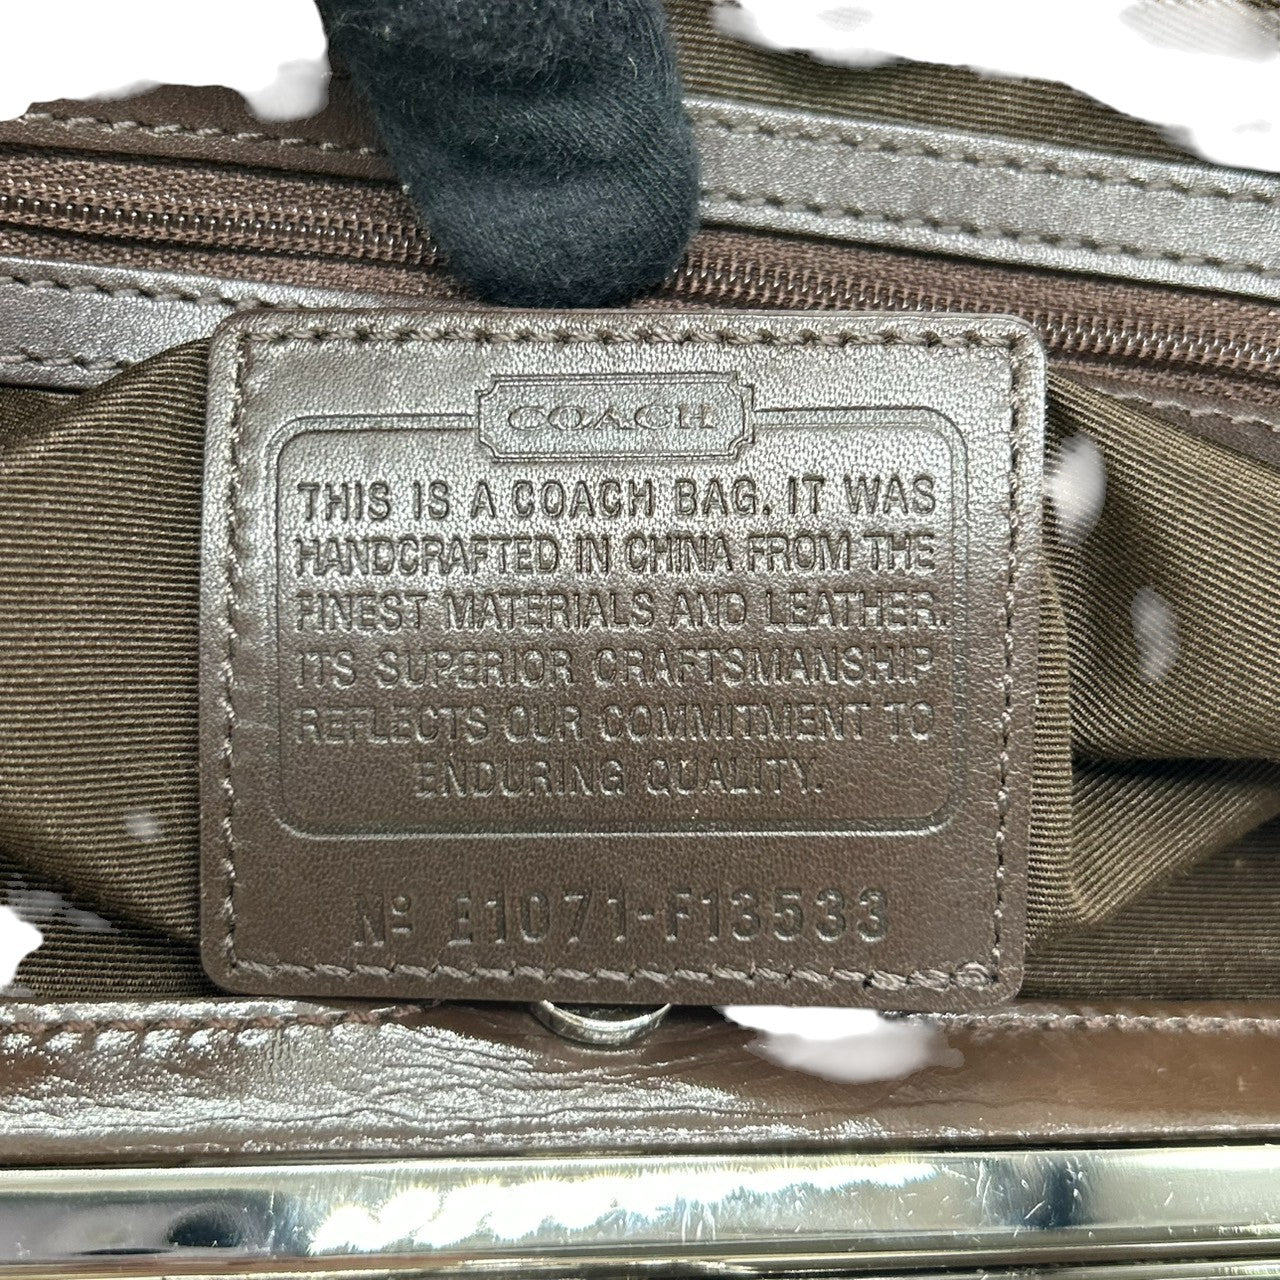 COACH
THIS IS A COACH BAG. IT WAS
HANDCRAFTED IN CHINA FROM THE
FINEST MATERIALS AND LEATHER.
ITS SUPERIOR CRAFTSMANSHIP
REFLECTS OUR COMMITMENT TO
ENDURING QUALITY.
Nº E1071-F13533